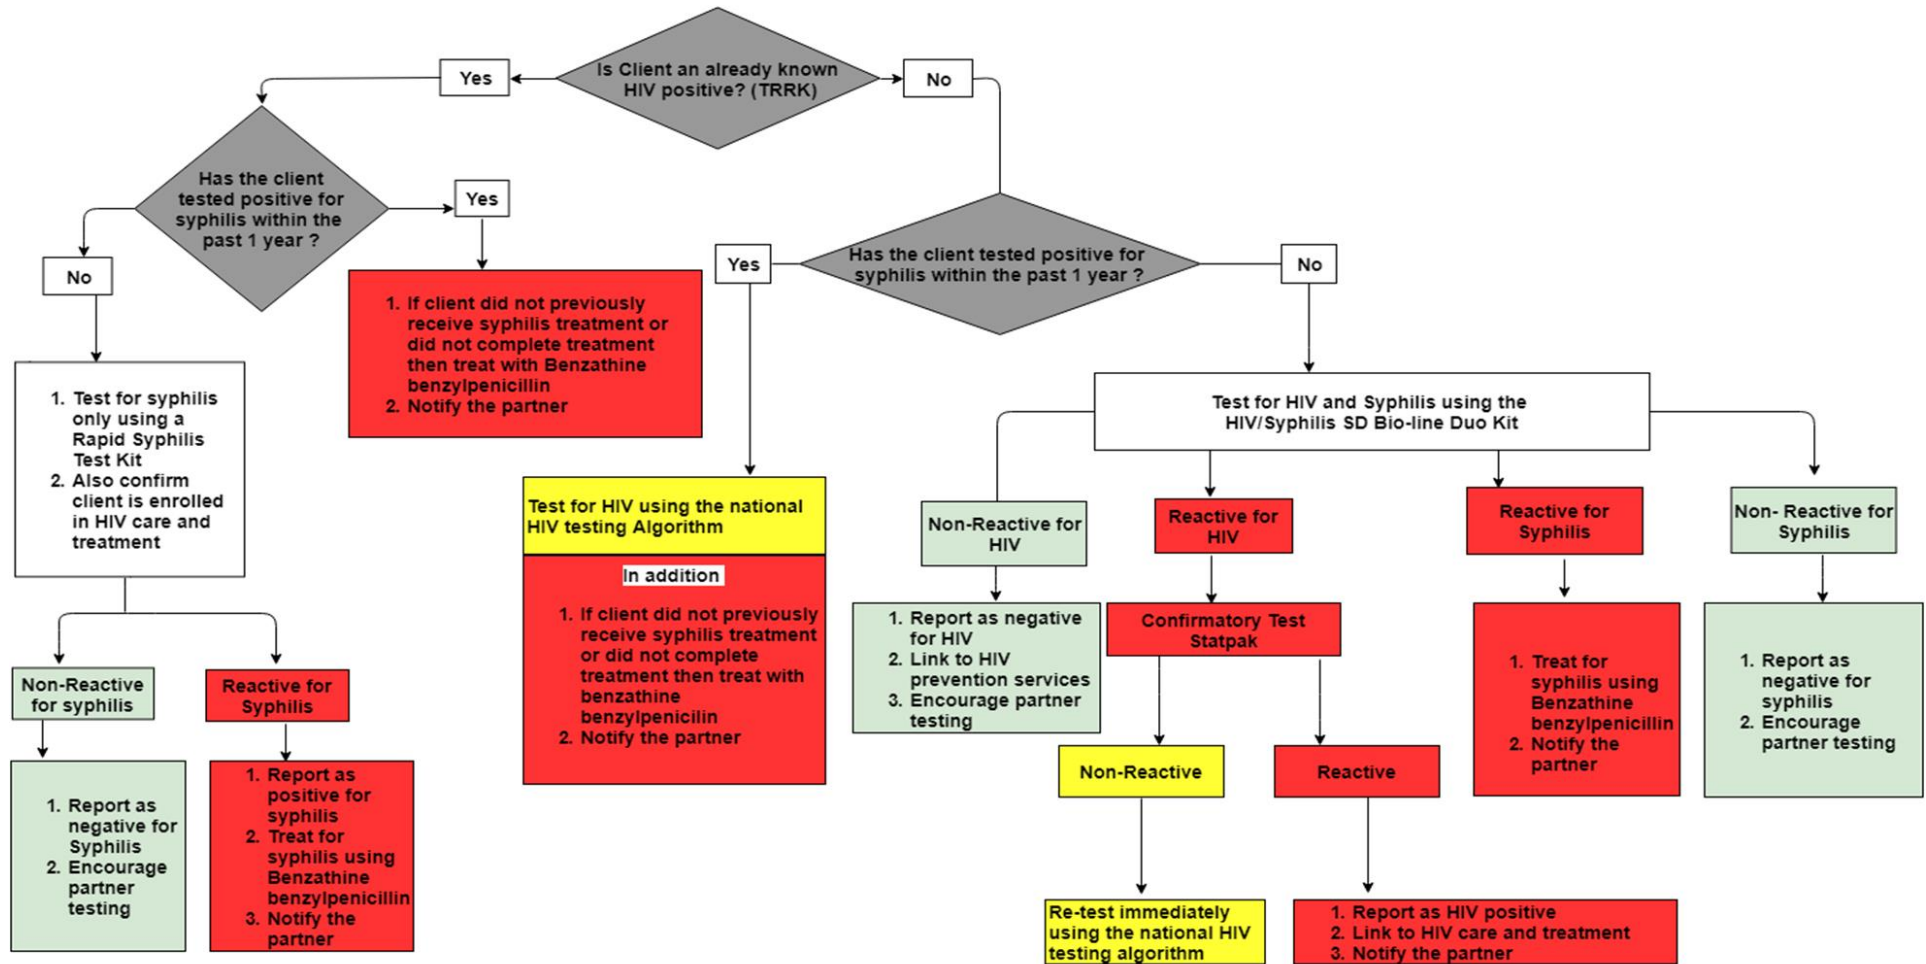 Is Client an already known
HIV positive? (TRRK)
Yes
No
Has the client
tested positive for
syphilis within the
past 1 year ?
Yes
No
1. If client did not previously
receive syphilis treatment or
did not complete treatment
then treat with Benzathine
benzylpenicillin
2. Notify the partner
1. Test for syphilis
only using a
Rapid Syphilis
Test Kit
2. Also confirm
client is enrolled
in HIV care and
treatment
Non-Reactive
for syphilis
Reactive for
Syphilis
1. Report as
negative for
Syphilis
2. Encourage
partner
testing
1. Report as
positive for
syphilis
2. Treat for
syphilis using
Benzathine
benzylpenicillin
3. Notify the
partner
Has the client tested positive for
syphilis within the past 1 year ?
Yes
No
Test for HIV using the national
HIV testing Algorithm
In addition
1. If client did not previously
receive syphilis treatment
or did not complete
treatment then treat with
benzathine
benzylpenicilin
2. Notify the partner
Test for HIV and Syphilis using the
HIV/Syphilis SD Bio-line Duo Kit
Non-Reactive for
HIV
Reactive for
HIV
Reactive for
Syphilis
Non- Reactive for
Syphilis
1. Report as negative
for HIV
2. Link to HIV
prevention services
3. Encourage partner
testing
Confirmatory Test
Statpak
1. Treat for
syphilis using
Benzathine
benzylpenicillin
2. Notify the
partner
1. Report as
negative for
syphilis
2. Encourage
partner testing
Non-Reactive
Reactive
Re-test immediately
using the national HIV
testing algorithm
1. Report as HIV positive
2. Link to HIV care and treatment
3. Notify the partner